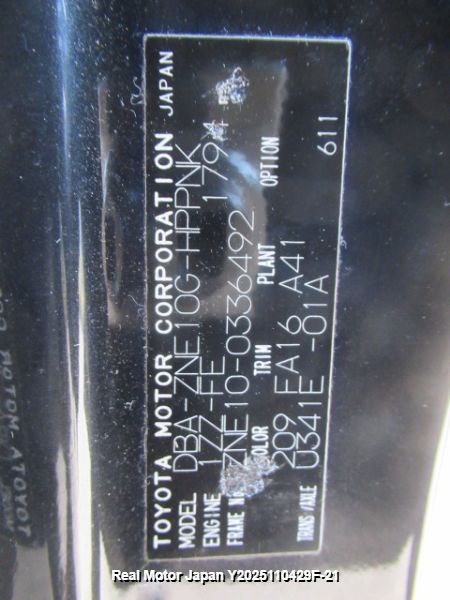 TOYOTA MOTOR CORPORATION JAPAN
MODEL DBA-ZNE10G-HPPNK
ENGINE 1ZZ-FE 1794
FRAME NO. ZNE10-0336492
COLOR TRIM PLANT OPTION
209 FA16 A41
TRANS/AXLE U341E -01A 611
Real Motor Japan Y2025110429F-21